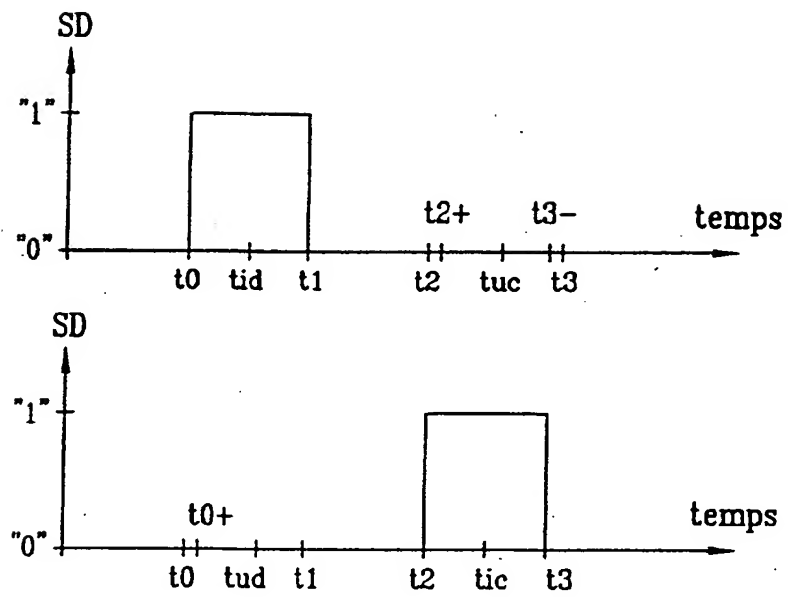 SD
"1"
t2+ t3- temps
"0"
t0 tid t1 t2 tuc t3
SD
"1"
t0+ temps
"0"
t0 tud t1 t2 tic t3